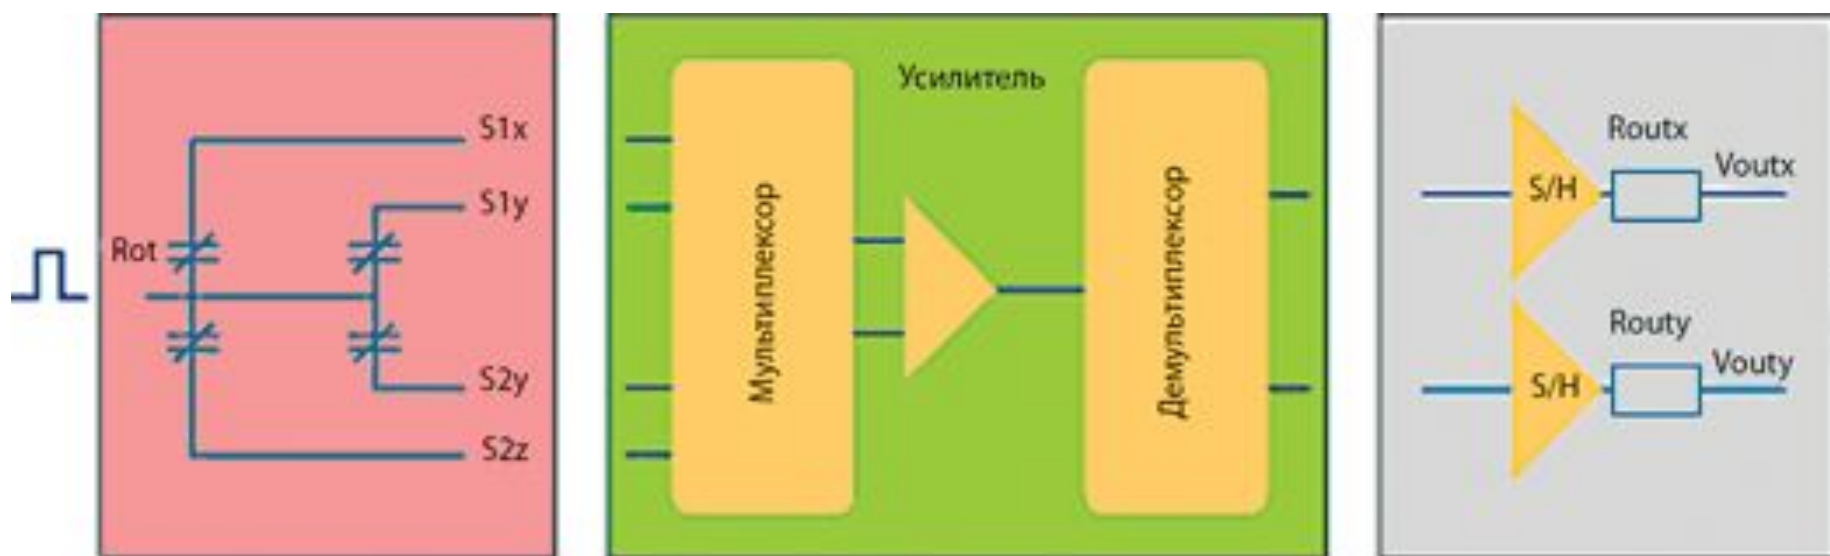 S1x
S1y
Rot
S2y
S2z
Усилитель
Мультиплексор
Демультиплексор
Routx
Voutx
S/H
Routy
Vouty
S/H